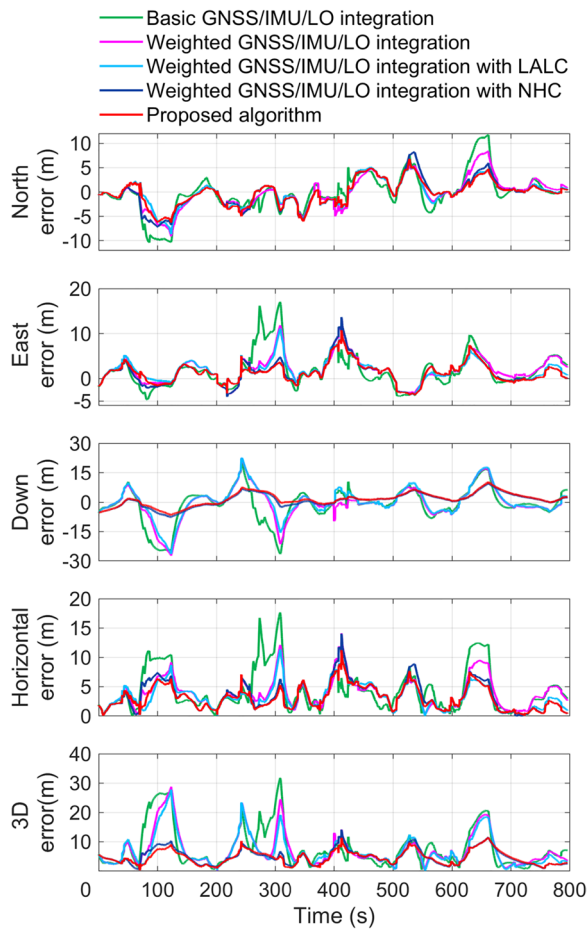 Basic GNSS/IMU/LO integration
Weighted GNSS/IMU/LO integration
Weighted GNSS/IMU/LO integration with LALC
Weighted GNSS/IMU/LO integration with NHC
Proposed algorithm
North
error (m)
10
5
0
-5
-10
East
error (m)
20
10
0
-5
Down
error (m)
30
15
0
-15
-30
Horizontal
error (m)
20
15
10
5
0
3D
error(m)
40
30
20
10
0 100 200 300 400 500 600 700 800
Time (s)